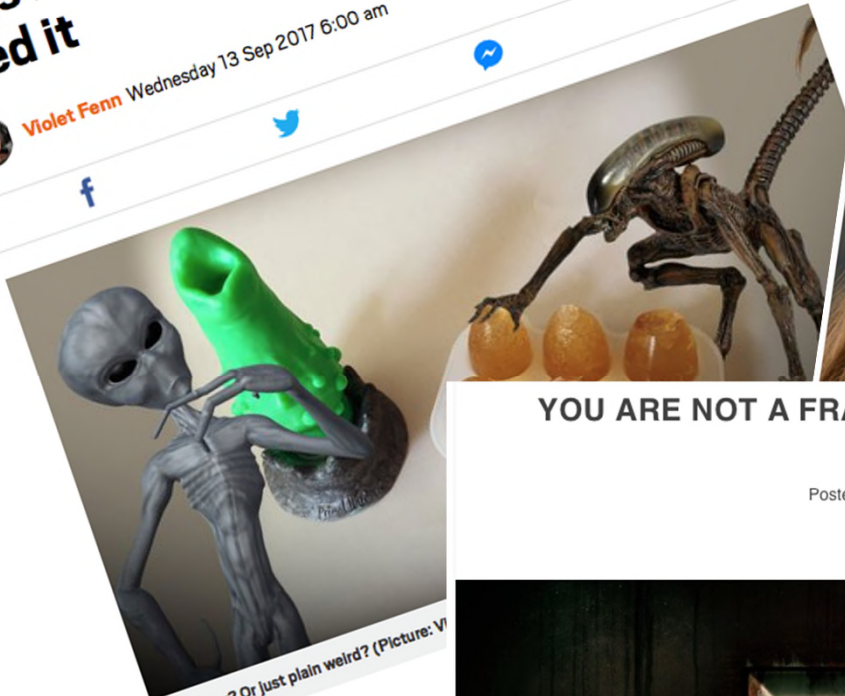 ed it
Violet Fenn Wednesday 13 Sep 2017 6:00 am
? Or just plain weird? (Picture: Vi
YOU ARE NOT A FRA
Poste